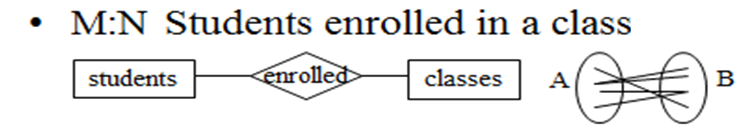 • M:N Students enrolled in a class
students enrolled classes A B